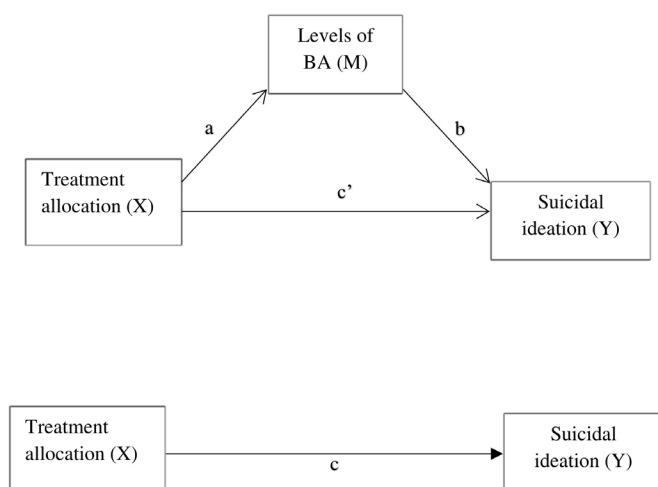 Levels of
BA (M)
a
b
Treatment
allocation (X)
c’
Suicidal
ideation (Y)
Treatment
allocation (X)
c
Suicidal
ideation (Y)